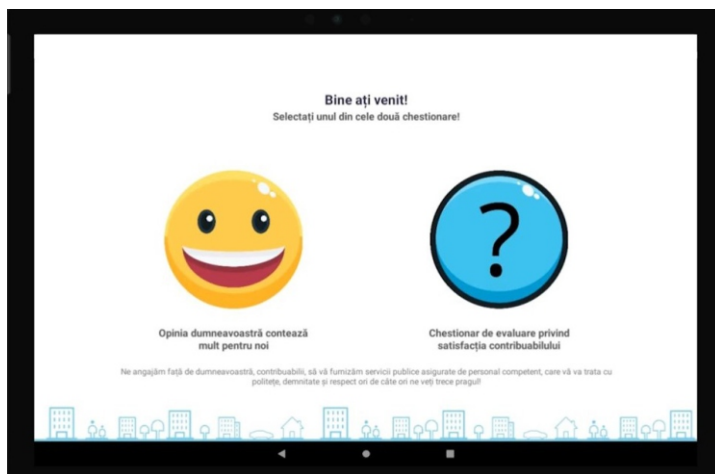 Bine ați venit!
Selectați unul din cele două chestionare!
?
Opinia dumneavoastră contează
mult pentru noi
Chestionar de evaluare privind
satisfacția contribuabilului
Ne angajăm față de dumneavoastră, contribuabilii, să vă furnizăm servicii publice asigurate de personal competent, care vă va trata cu
politețe, demnitate și respect ori de câte ori ne veți trece pragul!